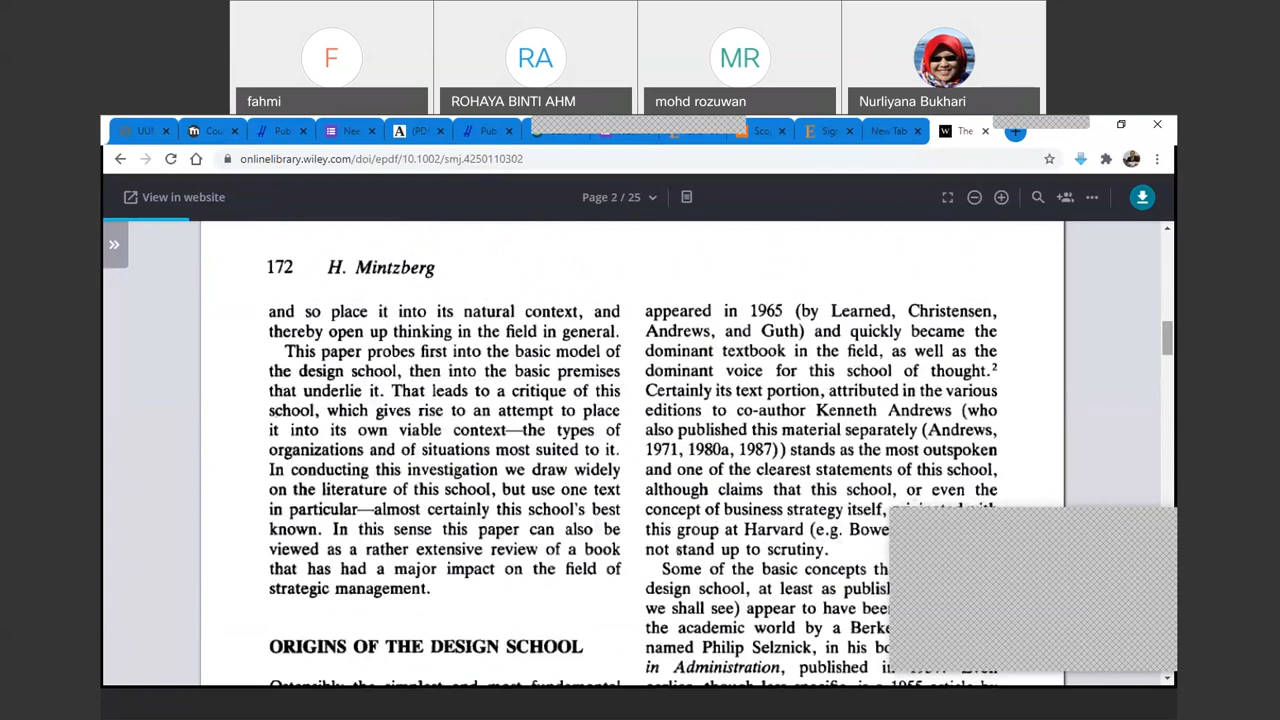 F
RA
MR
fahmi
ROHAYA BINTI AHM
mohd rozuwan
Nurliyana Bukhari
UUM
Cou
Pub
Nee
(PD
Pub
Sco
Sign
New Tab
The
onlinelibrary.wiley.com/doi/epdf/10.1002/smj.4250110302
View in website
Page 2 / 25
172 H. Mintzberg
and so place it into its natural context, and
thereby open up thinking in the field in general.
This paper probes first into the basic model of
the design school, then into the basic premises
that underlie it. That leads to a critique of this
school, which gives rise to an attempt to place
it into its own viable context—the types of
organizations and of situations most suited to it.
In conducting this investigation we draw widely
on the literature of this school, but use one text
in particular—almost certainly this school's best
known. In this sense this paper can also be
viewed as a rather extensive review of a book
that has had a major impact on the field of
strategic management.
ORIGINS OF THE DESIGN SCHOOL
Ostensibly the simplest and most fundamental
appeared in 1965 (by Learned, Christensen,
Andrews, and Guth) and quickly became the
dominant textbook in the field, as well as the
dominant voice for this school of thought.²
Certainly its text portion, attributed in the various
editions to co-author Kenneth Andrews (who
also published this material separately (Andrews,
1971, 1980a, 1987)) stands as the most outspoken
and one of the clearest statements of this school,
although claims that this school, or even the
concept of business strategy itself, originated with
this group at Harvard (e.g. Bowe
not stand up to scrutiny.
Some of the basic concepts tha
design school, at least as publis
we shall see) appear to have bee
the academic world by a Berke
named Philip Selznick, in his bo
in Administration, published in
earlier, though less specific, is a 1955 article by